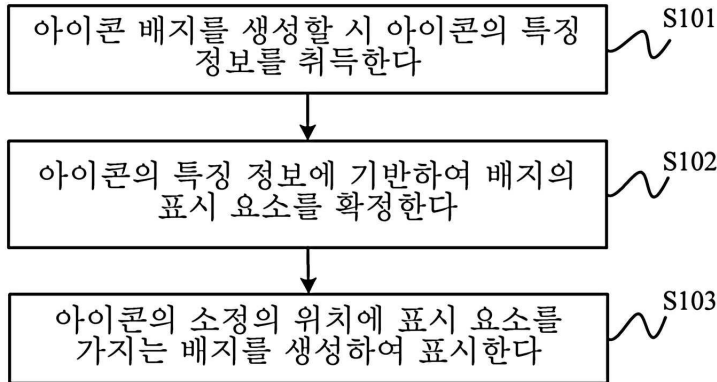 아이콘 배지를 생성할 시 아이콘의 특징
정보를 취득한다
S101
아이콘의 특징 정보에 기반하여 배지의
표시 요소를 확정한다
S102
아이콘의 소정의 위치에 표시 요소를
가지는 배지를 생성하여 표시한다
S103